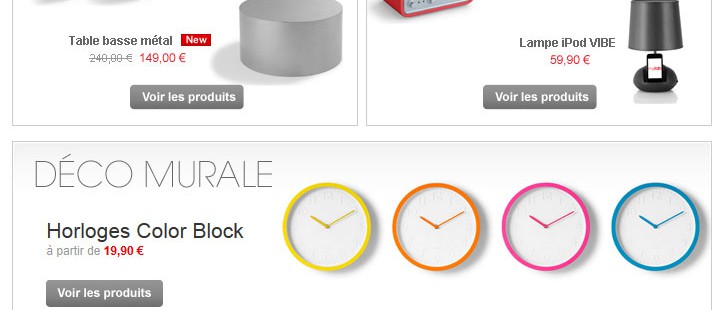 Table basse métal New
240,00 € 149,00 €
Voir les produits
Lampe iPod VIBE
59,90 €
Voir les produits
DÉCO MURALE
Horloges Color Block
à partir de 19,90 €
Voir les produits